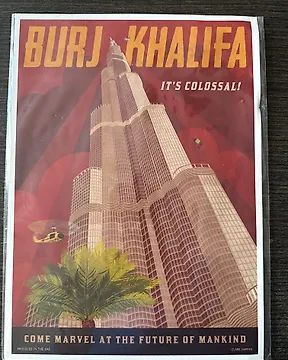 BURJ KHALIFA
IT'S COLOSSAL!
COME MARVEL AT THE FUTURE OF MANKIND